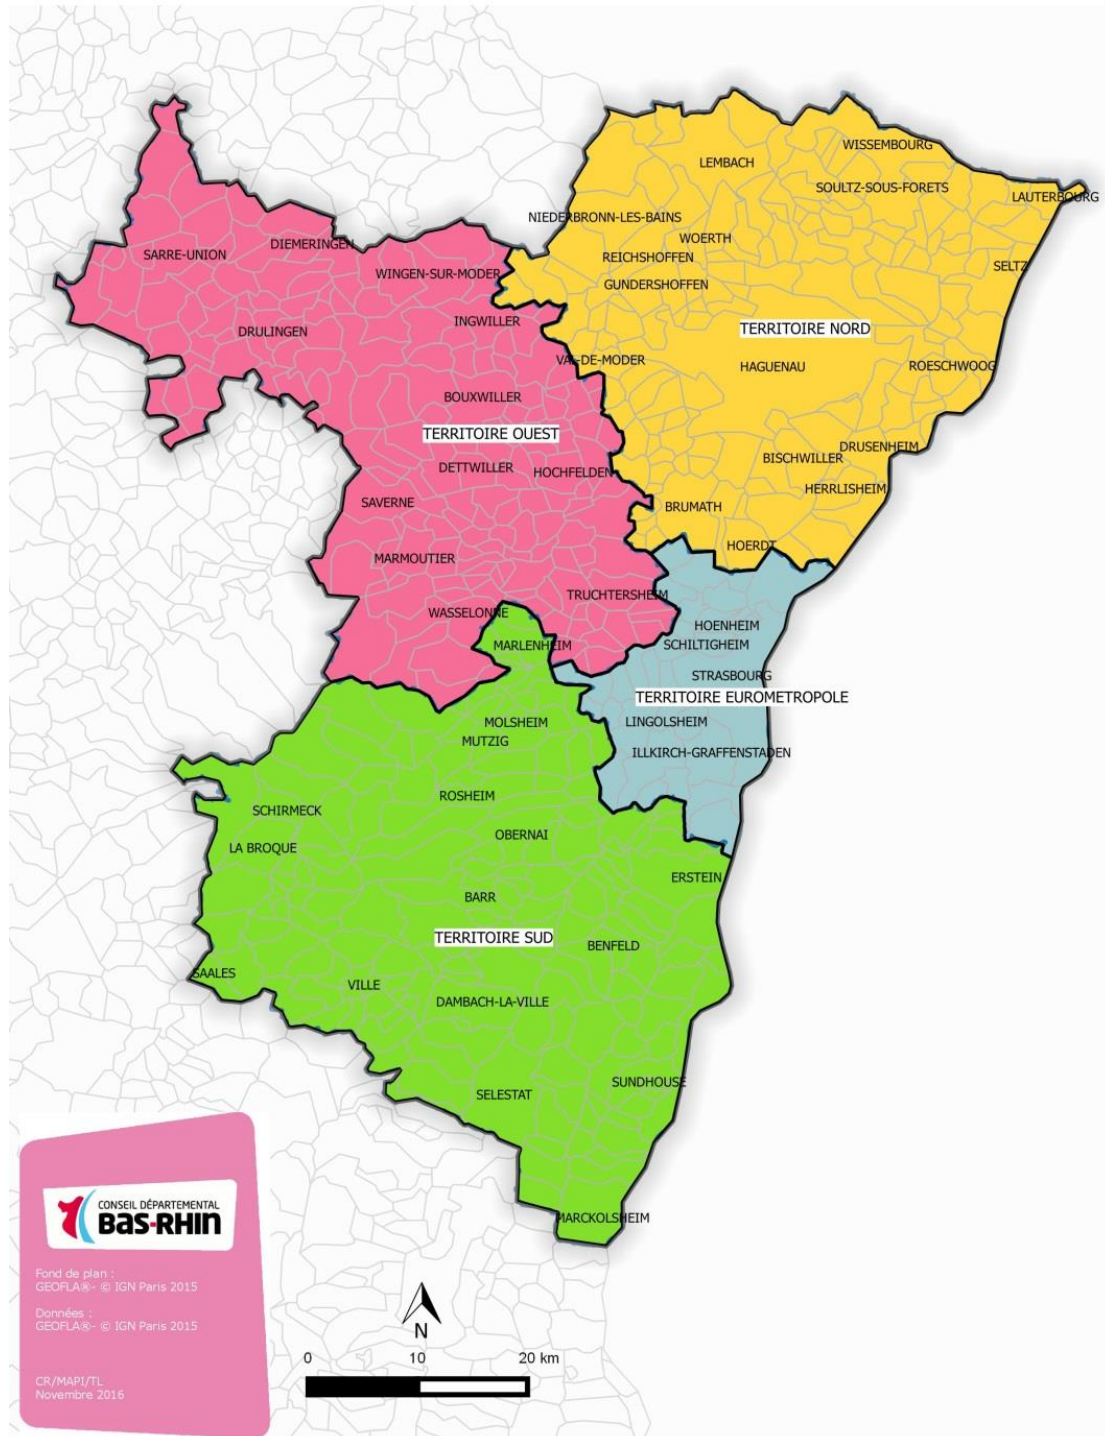 WISSEMBOURG
LEMBACH
SOULTZ-SOUS-FORETS
LAUTERBOURG
NIEDERBRONN-LES-BAINS
WOERTH
DIEMERINGEN
SARRE-UNION
REICHSHOFFEN
SELTZ
WINGEN-SUR-MODER
GUNDERSHOFFEN
INGWILLER
TERRITOIRE NORD
DRULINGEN
VAL-DE-MODER
HAGUENAU
ROESCHWOOG
BOUXWILLER
TERRITOIRE OUEST
DRUSENHEIM
BISCHWILLER
DETTWILLER
HOCHFELDEN
HERRLISHEIM
SAVERNE
BRUMATH
HOERDT
MARMOUTIER
TRUCHTERSHEIM
WASSELONNE
HOENHEIM
MARLENHEIM
SCHILTIGHEIM
STRASBOURG
TERRITOIRE EUROMETROPOLE
MOLSHEIM
LINGOLSHEIM
MUTZIG
ILLKIRCH-GRAFFENSTADEN
ROSHEIM
SCHIRMECK
OBERNAI
LA BROQUE
ERSTEIN
BARR
TERRITOIRE SUD
BENFELD
SAALES
VILLE
DAMBACH-LA-VILLE
SUNDHOUSE
SELESTAT
MARCKOLSHEIM
CONSEIL DÉPARTEMENTAL
BAS-RHIN
Fond de plan :
GEOFLA®- © IGN Paris 2015
Données :
GEOFLA®- © IGN Paris 2015
CR/MAPI/TL
Novembre 2016
N
0 10 20 km